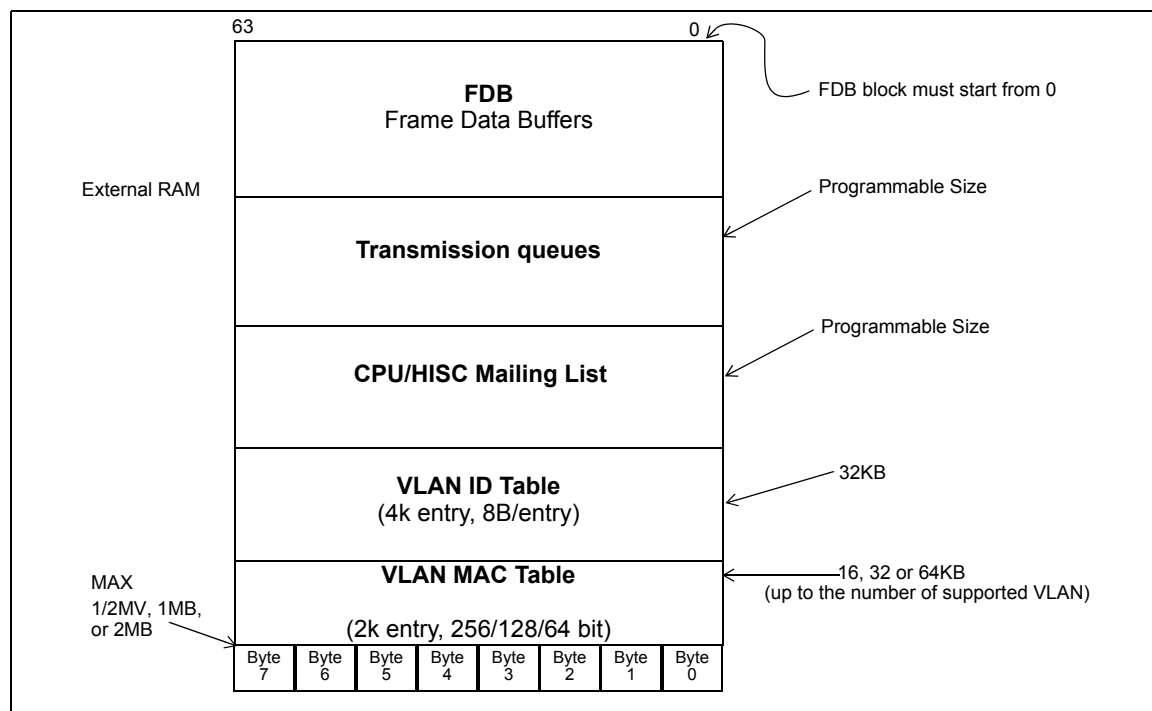 63
0
FDB block must start from 0
FDB
Frame Data Buffers
External RAM
Programmable Size
Transmission queues
Programmable Size
CPU/HISC Mailing List
32KB
VLAN ID Table
(4k entry, 8B/entry)
VLAN MAC Table
16, 32 or 64KB
(up to the number of supported VLAN)
MAX
1/2MV, 1MB,
or 2MB
(2k entry, 256/128/64 bit)
Byte
7
Byte
6
Byte
5
Byte
4
Byte
3
Byte
2
Byte
1
Byte
0